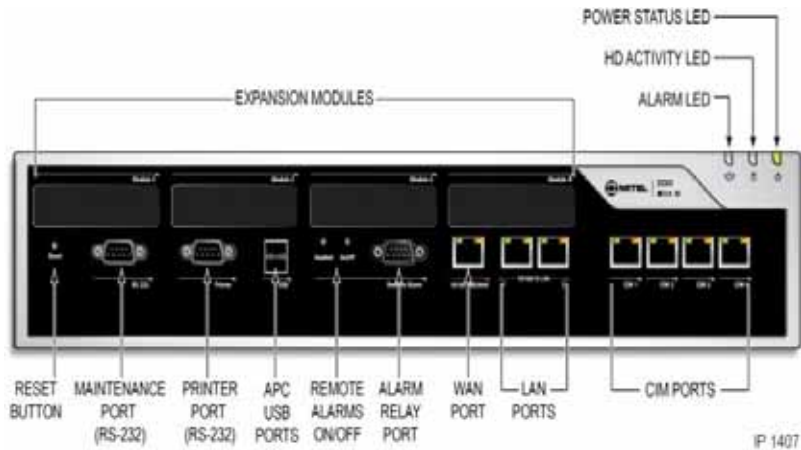 POWER STATUS LED
HD ACTIVITY LED
ALARM LED
EXPANSION MODULES
MITEL
RESET BUTTON
MAINTENANCE PORT (RS-232)
PRINTER PORT (RS-232)
APC USB PORTS
REMOTE ALARMS ON/OFF
ALARM RELAY PORT
WAN PORT
LAN PORTS
CIM PORTS
IP 1407